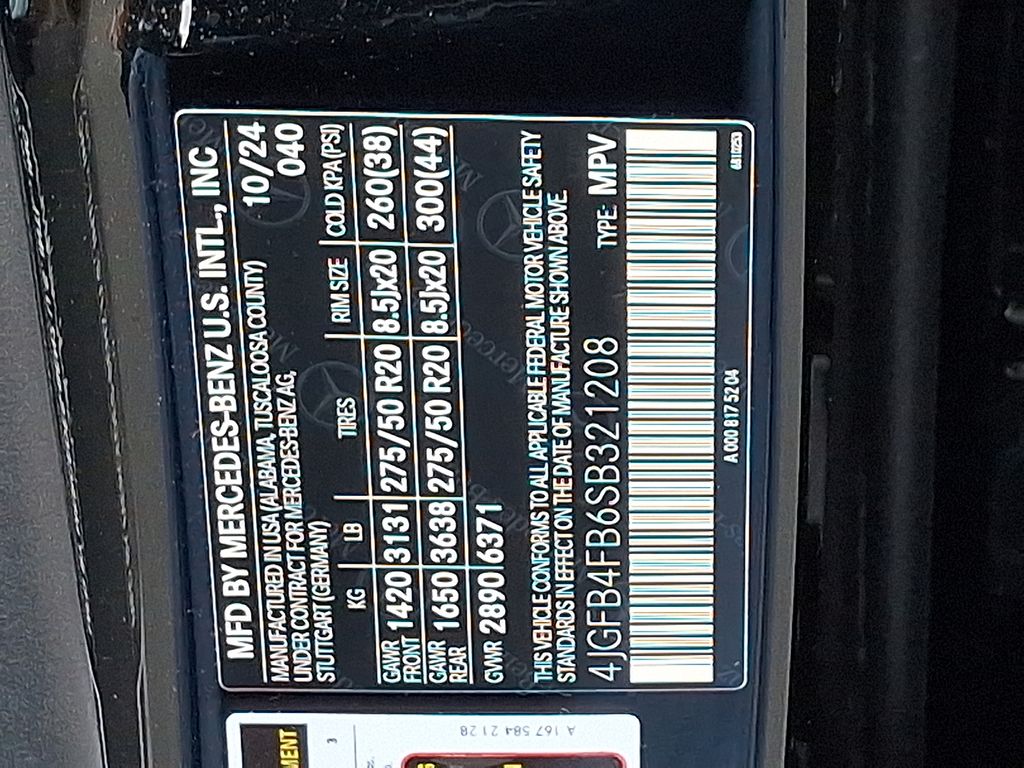 MFD BY MERCEDES-BENZ U.S. INTL., INC
MANUFACTURED IN USA (ALABAMA, TUSCALOOSA COUNTY) 10/24
UNDER CONTRACT FOR MERCEDES-BENZ AG, 040
STUTTGART (GERMANY)
KG LB TIRES RIM SIZE COLD KPA (PSI)
GAWR FRONT 1420 3131 275/50 R20 8.5Jx20 260(38)
GAWR REAR 1650 3638 275/50 R20 8.5Jx20 300(44)
GVWR 2890 6371
THIS VEHICLE CONFORMS TO ALL APPLICABLE FEDERAL MOTOR VEHICLE SAFETY
STANDARDS IN EFFECT ON THE DATE OF MANUFACTURE SHOWN ABOVE.
4JGFB4FB6SB321208 TYPE: MPV
A 000 817 52 04
A 167 584 21 28
3